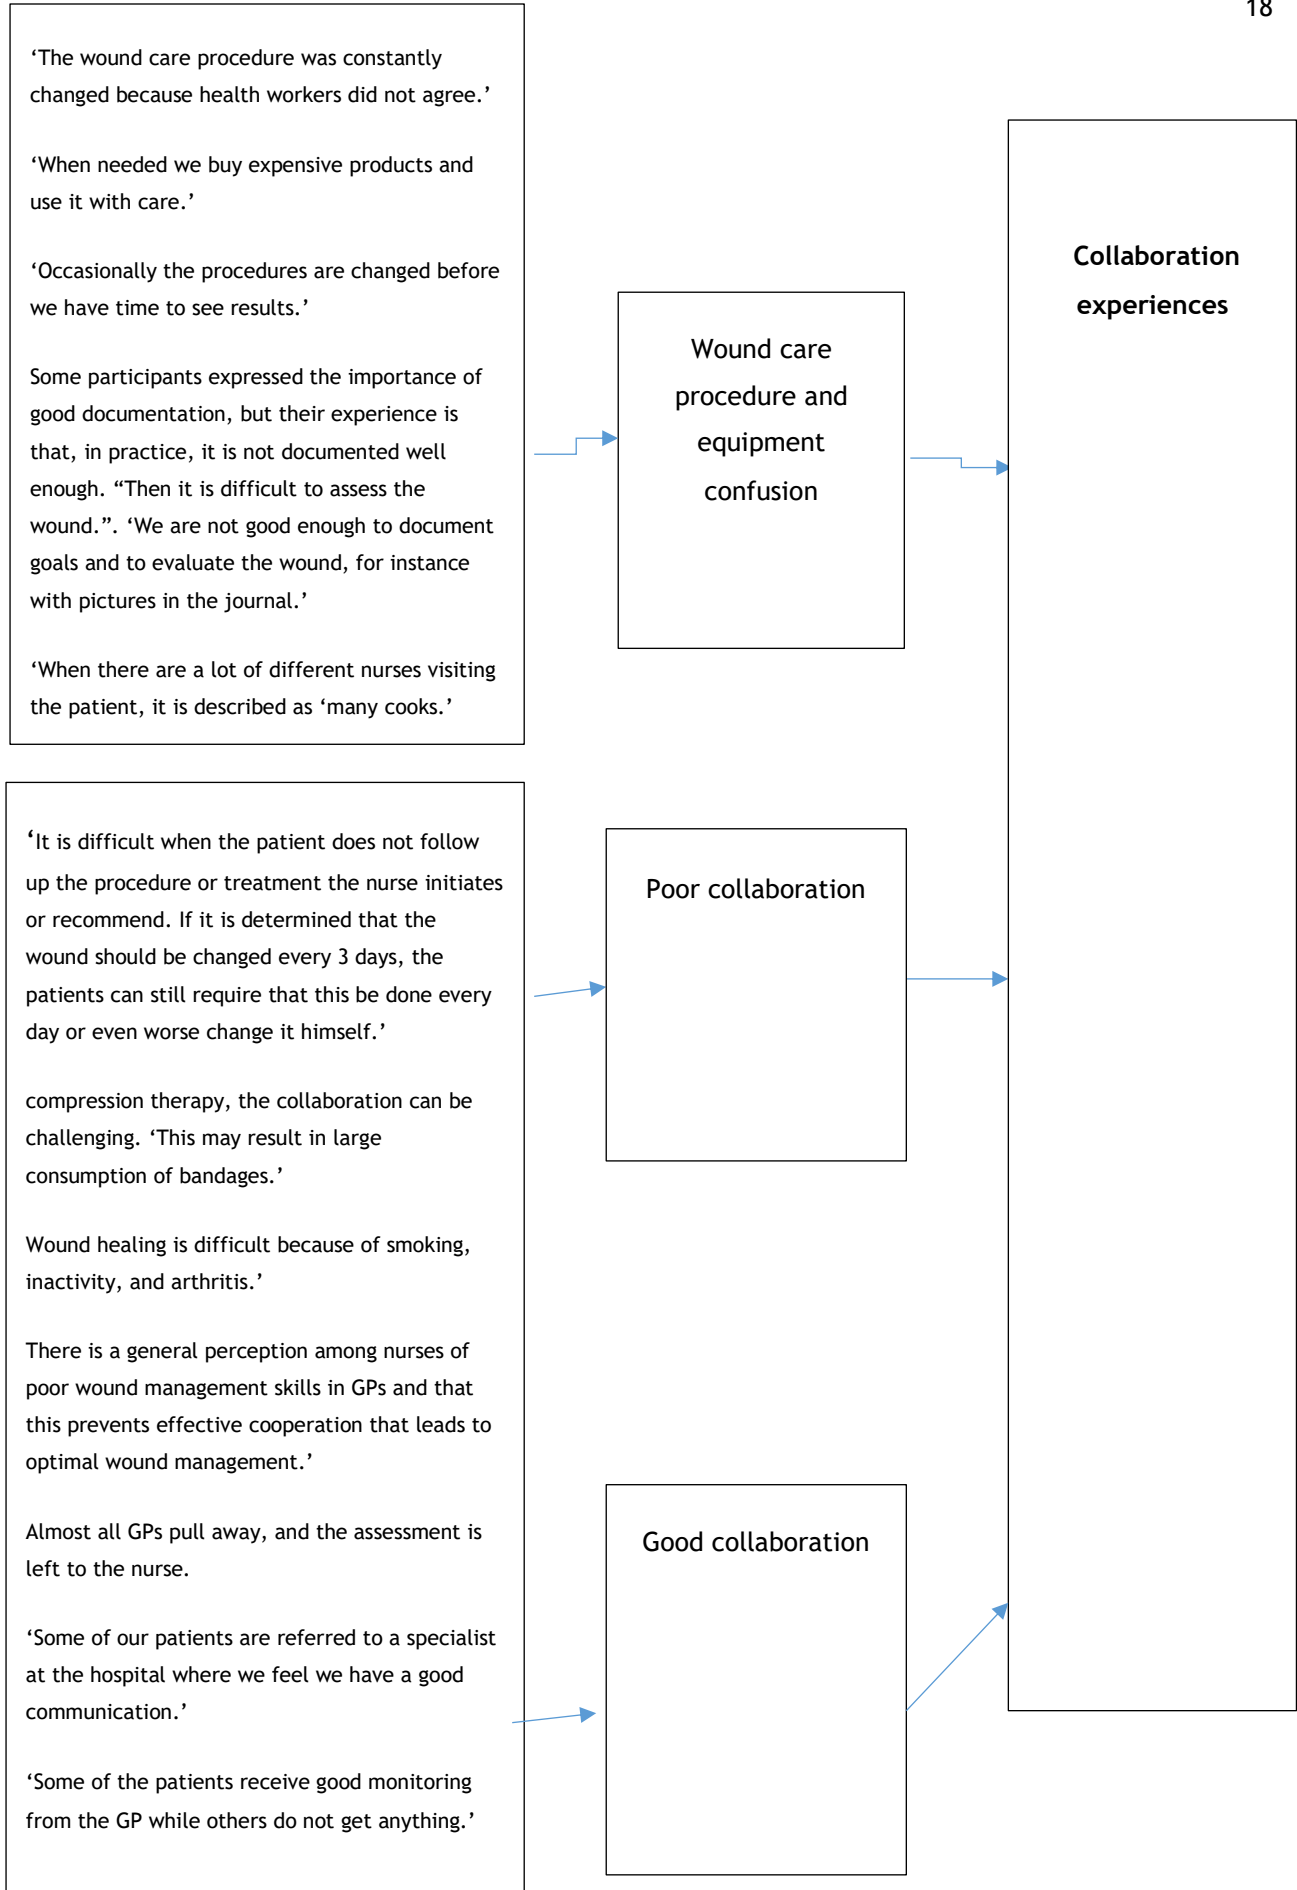 18
‘The wound care procedure was constantly
changed because health workers did not agree.’
‘When needed we buy expensive products and
use it with care.’
‘Occasionally the procedures are changed before
we have time to see results.’
Some participants expressed the importance of
good documentation, but their experience is
that, in practice, it is not documented well
enough. “Then it is difficult to assess the
wound.”. ‘We are not good enough to document
goals and to evaluate the wound, for instance
with pictures in the journal.’
‘When there are a lot of different nurses visiting
the patient, it is described as ‘many cooks.’
Wound care
procedure and
equipment
confusion
Collaboration
experiences
‘It is difficult when the patient does not follow
up the procedure or treatment the nurse initiates
or recommend. If it is determined that the
wound should be changed every 3 days, the
patients can still require that this be done every
day or even worse change it himself.’
compression therapy, the collaboration can be
challenging. ‘This may result in large
consumption of bandages.’
Wound healing is difficult because of smoking,
inactivity, and arthritis.’
There is a general perception among nurses of
poor wound management skills in GPs and that
this prevents effective cooperation that leads to
optimal wound management.’
Almost all GPs pull away, and the assessment is
left to the nurse.
‘Some of our patients are referred to a specialist
at the hospital where we feel we have a good
communication.’
‘Some of the patients receive good monitoring
from the GP while others do not get anything.’
Poor collaboration
Good collaboration